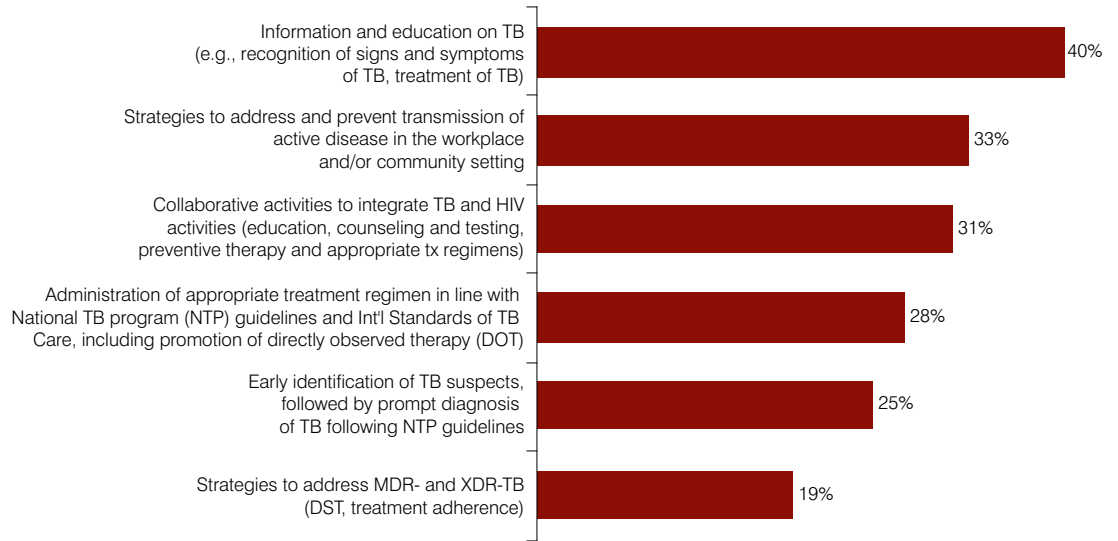 Information and education on TB
(e.g., recognition of signs and symptoms
of TB, treatment of TB)
40%
Strategies to address and prevent transmission of
active disease in the workplace
and/or community setting
33%
Collaborative activities to integrate TB and HIV
activities (education, counseling and testing,
preventive therapy and appropriate tx regimens)
31%
Administration of appropriate treatment regimen in line with
National TB program (NTP) guidelines and Int'l Standards of TB
Care, including promotion of directly observed therapy (DOT)
28%
Early identification of TB suspects,
followed by prompt diagnosis
of TB following NTP guidelines
25%
Strategies to address MDR- and XDR-TB
(DST, treatment adherence)
19%